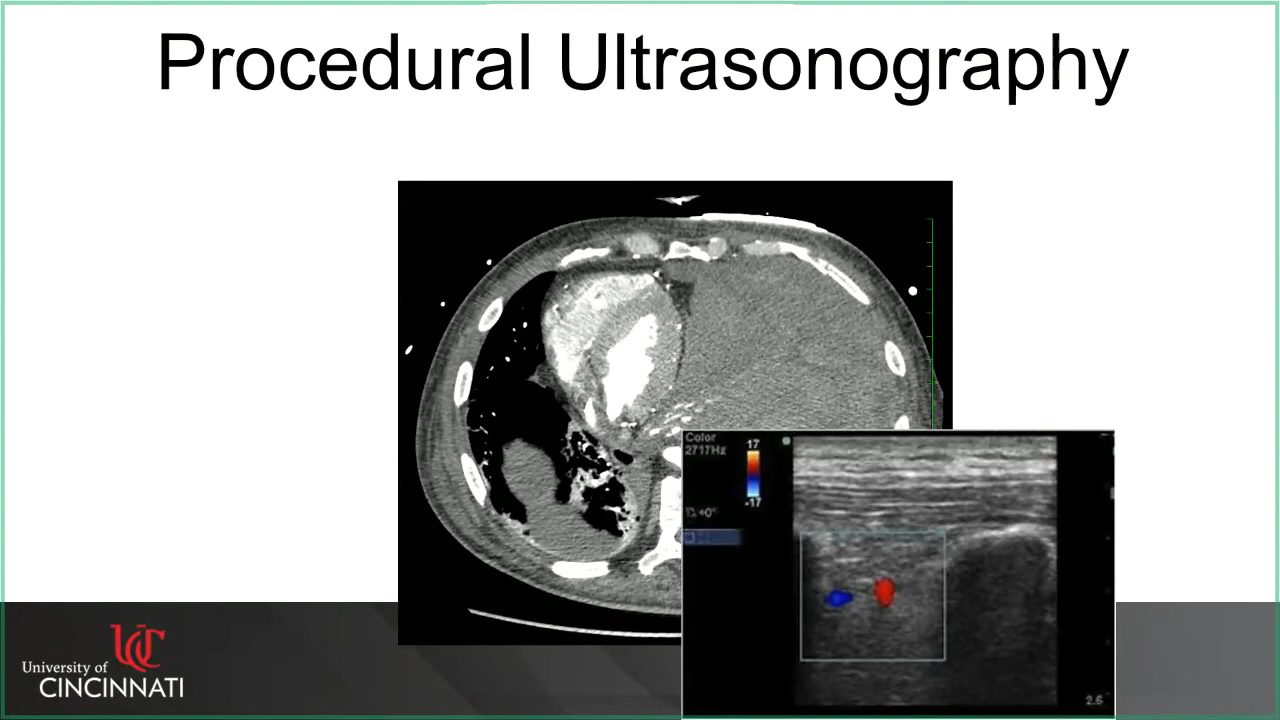 Procedural Ultrasonography
Color
2717Hz
17
-17
2.6
University of
CINCINNATI